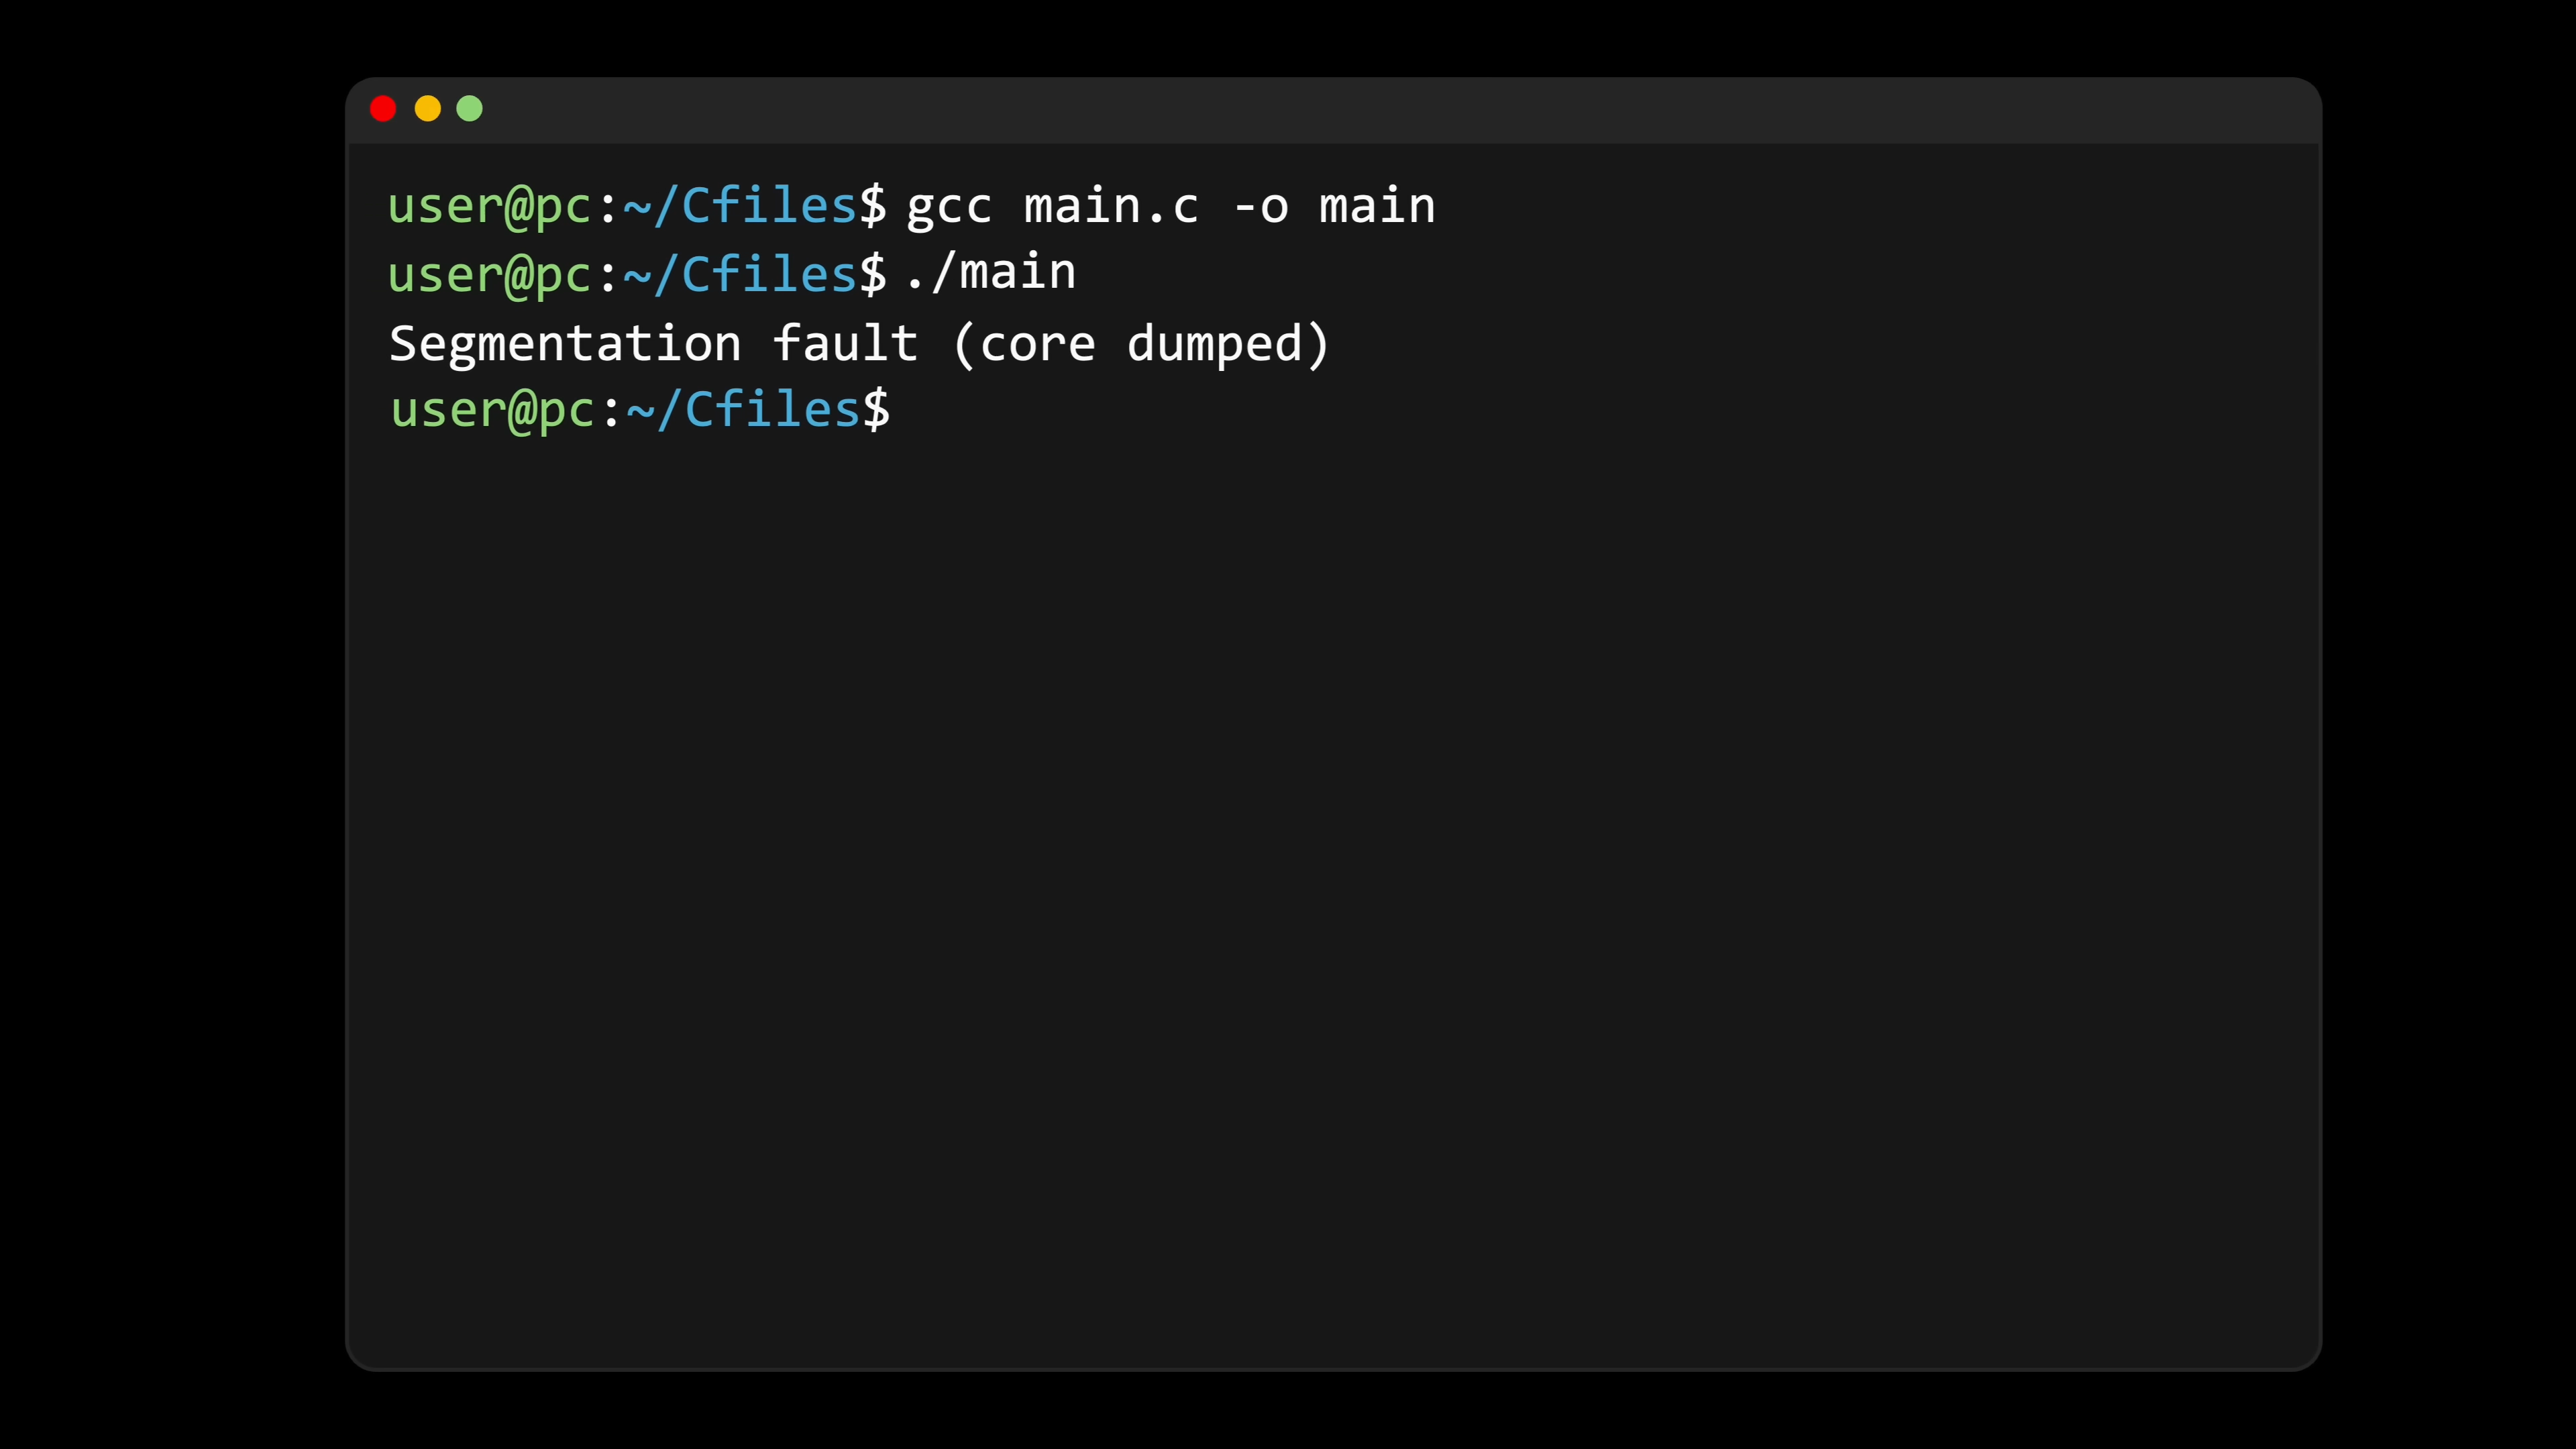 user@pc:~/Cfiles$ gcc main.c -o main
user@pc:~/Cfiles$ ./main
Segmentation fault (core dumped)
user@pc:~/Cfiles$